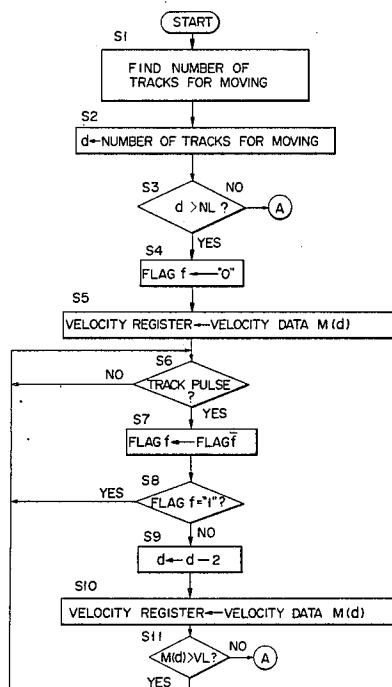 START
S1
FIND NUMBER OF
TRACKS FOR MOVING
S2
d←NUMBER OF TRACKS FOR MOVING
S3
d >NL ?
NO
A
YES
S4
FLAG f ← "0"
S5
VELOCITY REGISTER←VELOCITY DATA M(d)
S6
NO
TRACK PULSE
?
YES
S7
FLAG f ← FLAG f̄
S8
YES
FLAG f="1"?
NO
S9
d ← d − 2
S10
VELOCITY REGISTER←VELOCITY DATA M(d)
S11
M(d)>VL?
NO
A
YES